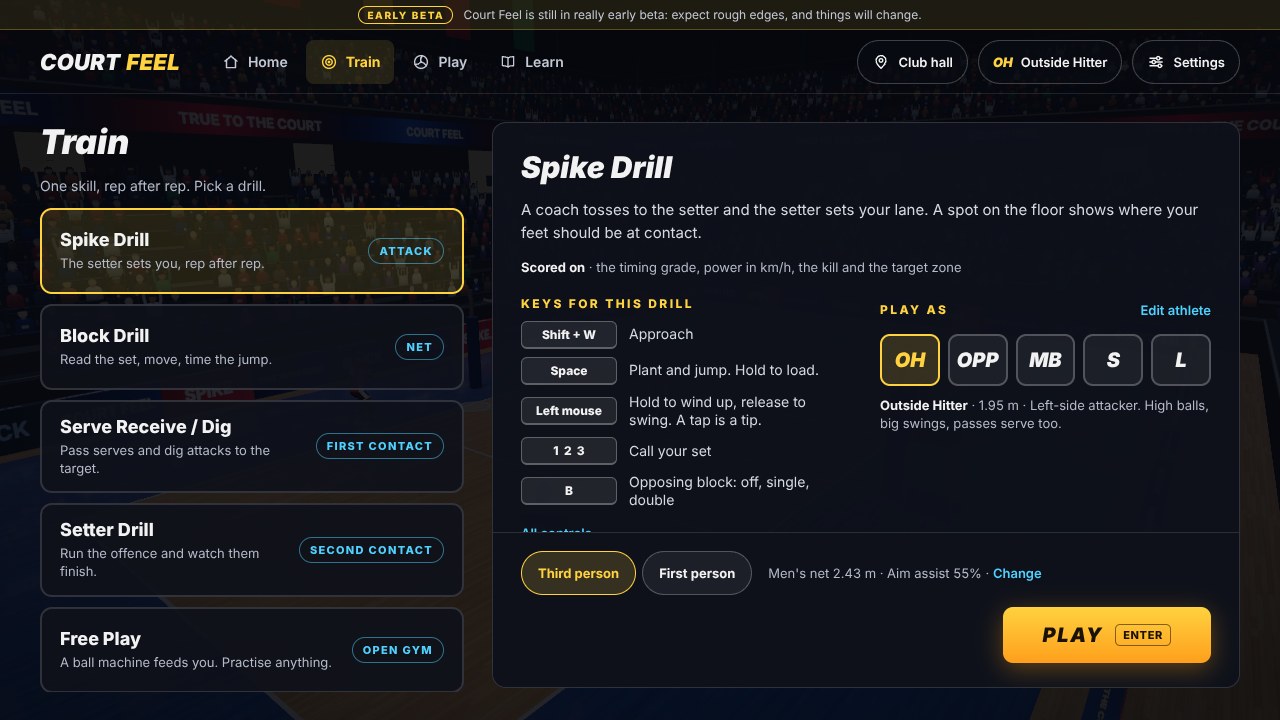 EARLY BETA Court Feel is still in really early beta: expect rough edges, and things will change.
COURT FEEL
Home
Train
Play
Learn
Club hall
OH Outside Hitter
Settings
TRUE TO THE COURT
COURT FEEL
Train
One skill, rep after rep. Pick a drill.
Spike Drill
The setter sets you, rep after rep.
ATTACK
Block Drill
Read the set, move, time the jump.
NET
SPIKE
Serve Receive / Dig
Pass serves and dig attacks to the
target.
FIRST CONTACT
Setter Drill
Run the offence and watch them
finish.
SECOND CONTACT
Free Play
A ball machine feeds you. Practise anything.
OPEN GYM
Spike Drill
A coach tosses to the setter and the setter sets your lane. A spot on the floor shows where your
feet should be at contact.
Scored on · the timing grade, power in km/h, the kill and the target zone
KEYS FOR THIS DRILL
Shift + W Approach
Space Plant and jump. Hold to load.
Left mouse Hold to wind up, release to
swing. A tap is a tip.
1 2 3 Call your set
B Opposing block: off, single,
double
All controls
PLAY AS
Edit athlete
OH OPP MB S L
Outside Hitter · 1.95 m · Left-side attacker. High balls,
big swings, passes serve too.
Third person
First person
Men's net 2.43 m · Aim assist 55% · Change
PLAY ENTER